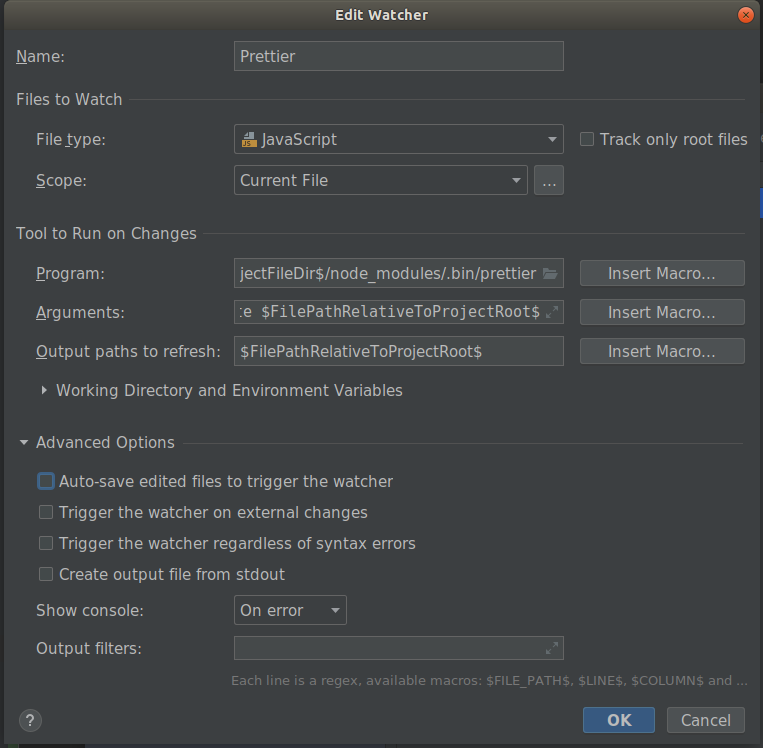 Edit Watcher
Name: Prettier
Files to Watch
File type: JavaScript Track only root files
Scope: Current File ...
Tool to Run on Changes
Program: jectFileDir$/node_modules/.bin/prettier Insert Macro...
Arguments: $FilePathRelativeToProjectRoot$ Insert Macro...
Output paths to refresh: $FilePathRelativeToProjectRoot$ Insert Macro...
Working Directory and Environment Variables
Advanced Options
Auto-save edited files to trigger the watcher
Trigger the watcher on external changes
Trigger the watcher regardless of syntax errors
Create output file from stdout
Show console: On error
Output filters:
Each line is a regex, available macros: $FILE_PATH$, $LINE$, $COLUMN$ and ...
? OK Cancel